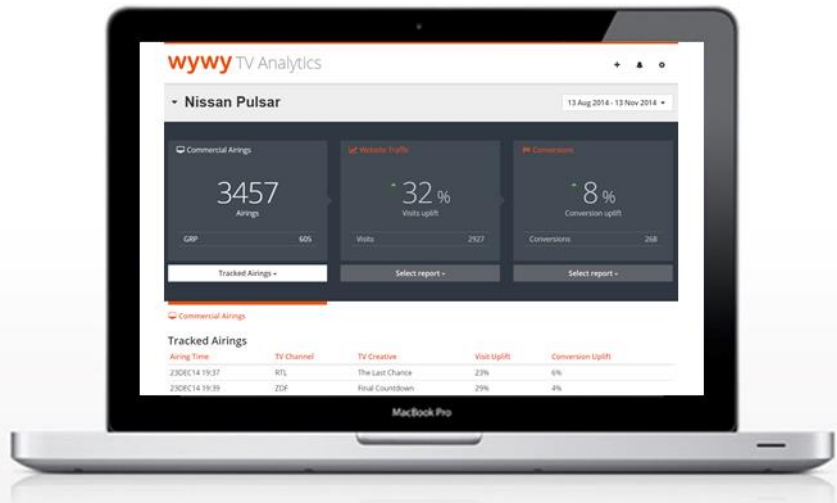 wywy TV Analytics
Nissan Pulsar
13 Aug 2014 - 13 Nov 2014
Commercial Airings
Website Traffic
Conversions
3457
Airings
32 %
Visits uplift
8 %
Conversion uplift
GRP 605
Visits 2927
Conversions 268
Tracked Airings
Select report
Select report
Commercial Airings
Tracked Airings
Airing Time TV Channel TV Creative Visit Uplift Conversion Uplift
23DEC14 19:37 RTL The Last Chance 23% 6%
23DEC14 19:39 ZDF Final Countdown 29% 4%
MacBook Pro